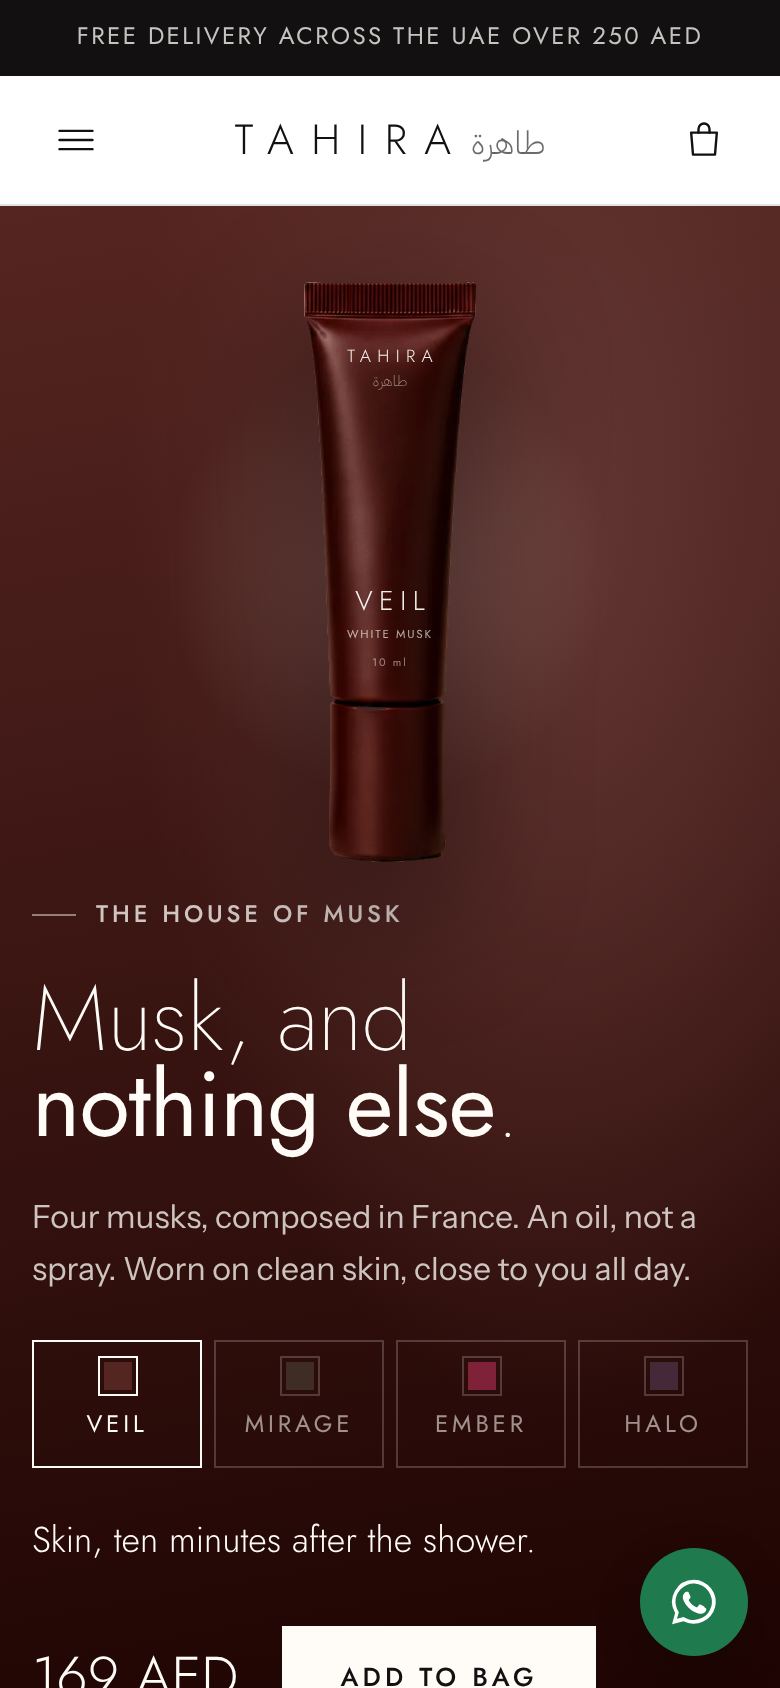 FREE DELIVERY ACROSS THE UAE OVER 250 AED
TAHIRA طاهرة
TAHIRA
طاهرة
VEIL
WHITE MUSK
10 ml
THE HOUSE OF MUSK
Musk, and
nothing else.
Four musks, composed in France. An oil, not a
spray. Worn on clean skin, close to you all day.
VEIL MIRAGE EMBER HALO
Skin, ten minutes after the shower.
169 AED ADD TO BAG